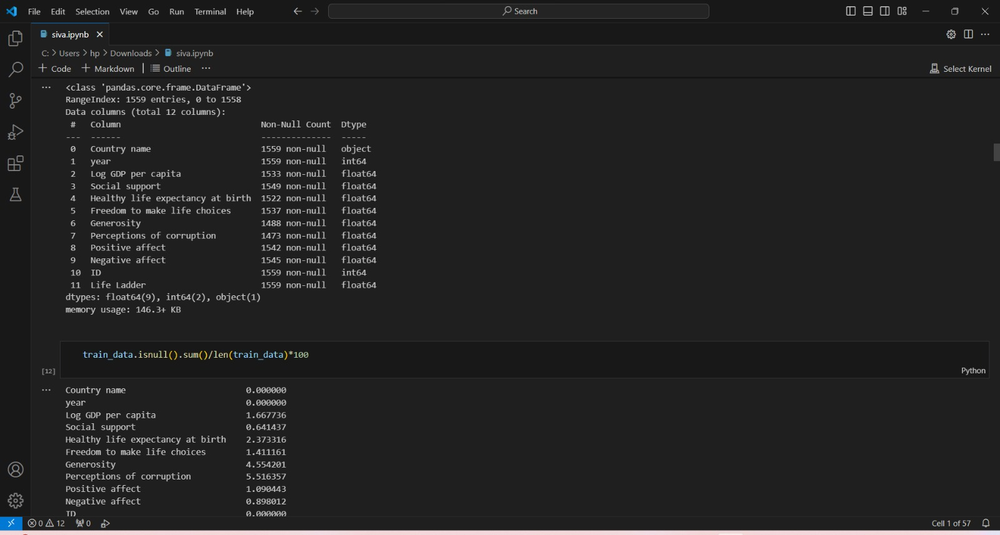 File Edit Selection View Go Run Terminal Help Search
siva.ipynb
C: > Users > hp > Downloads > siva.ipynb
+ Code + Markdown | Outline ... Select Kernel
... <class 'pandas.core.frame.DataFrame'>
RangeIndex: 1559 entries, 0 to 1558
Data columns (total 12 columns):
# Column Non-Null Count Dtype
--- ------ -------------- -----
0 Country name 1559 non-null object
1 year 1559 non-null int64
2 Log GDP per capita 1533 non-null float64
3 Social support 1549 non-null float64
4 Healthy life expectancy at birth 1522 non-null float64
5 Freedom to make life choices 1537 non-null float64
6 Generosity 1488 non-null float64
7 Perceptions of corruption 1473 non-null float64
8 Positive affect 1542 non-null float64
9 Negative affect 1545 non-null float64
10 ID 1559 non-null int64
11 Life Ladder 1559 non-null float64
dtypes: float64(9), int64(2), object(1)
memory usage: 146.3+ KB
train_data.isnull().sum()/len(train_data)*100
[12] Python
... Country name 0.000000
year 0.000000
Log GDP per capita 1.667736
Social support 0.641437
Healthy life expectancy at birth 2.373316
Freedom to make life choices 1.411161
Generosity 4.554201
Perceptions of corruption 5.516357
Positive affect 1.090443
Negative affect 0.898012
ID 0.000000
0 12 0 Cell 1 of 57